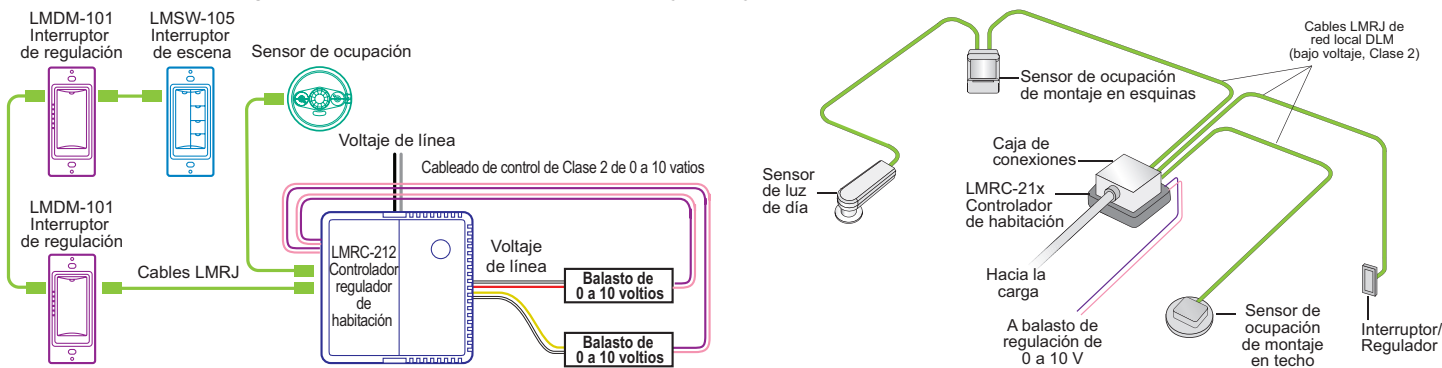 LMDM-101
Interruptor
de regulación
LMSW-105
Interruptor
de escena
Sensor de ocupación
Voltaje de línea
Cableado de control de Clase 2 de 0 a 10 vatios
LMDM-101
Interruptor
de regulación
Cables LMRJ
LMRC-212
Controlador
regulador
de
habitación
Voltaje
de línea
Balasto de
0 a 10 voltios
Balasto de
0 a 10 voltios
Cables LMRJ de
red local DLM
(bajo voltaje, Clase 2)
Sensor de ocupación
de montaje en esquinas
Sensor
de luz
de día
Caja de
conexiones
LMRC-21x
Controlador
de habitación
Hacia la
carga
A balasto de
regulación de
0 a 10 V
Sensor de
ocupación
de montaje
en techo
Interruptor/
Regulador